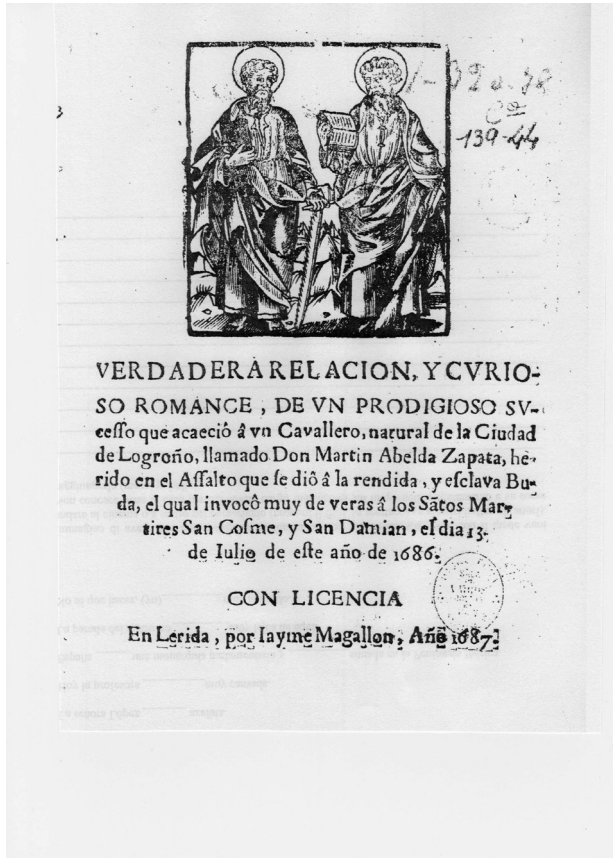 139-44
VERDADERA RELACION, Y CVRIO-
SO ROMANCE, DE VN PRODIGIOSO SV-
cesso que acaeciò â vn Cavallero, natural de la Ciudad
de Logroño, llamado Don Martin Abelda Zapata, he-
rido en el Assalto que se diô â la rendida, y esclava Bu-
da, el qual invocô muy de veras â los Sãtos Mar-
tires San Cosme, y San Damian, el dia 13.
de Iulio de este año de 1686.
CON LICENCIA
En Lerida, por Iayme Magallon, Año 1687.